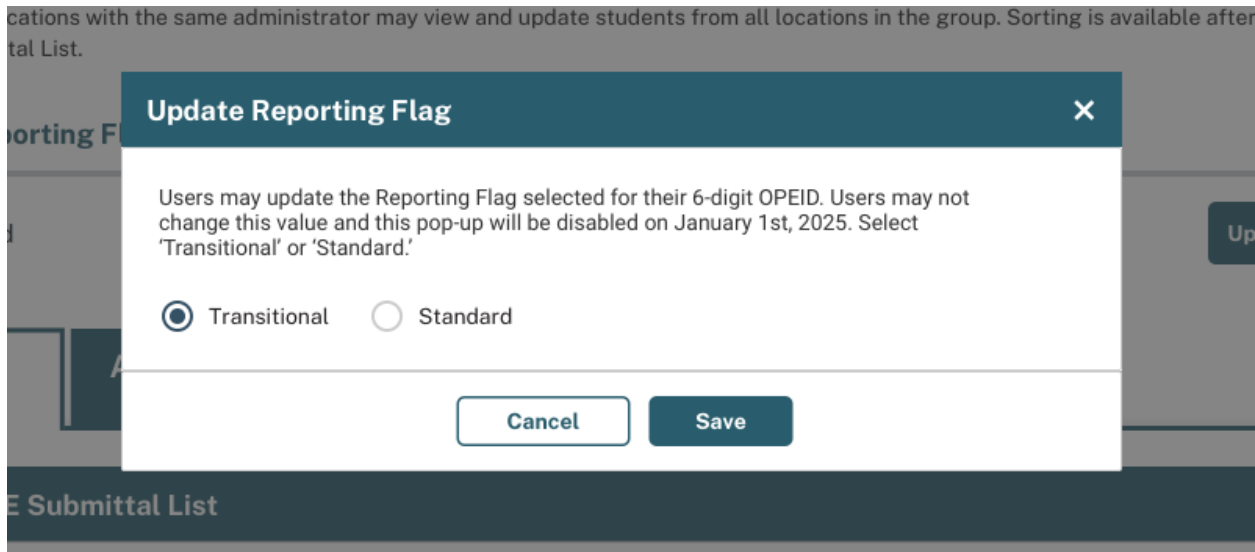 cations with the same administrator may view and update students from all locations in the group. Sorting is available after
tal List.
Update Reporting Flag
orting Fl
Users may update the Reporting Flag selected for their 6-digit OPEID. Users may not
change this value and this pop-up will be disabled on January 1st, 2025. Select
‘Transitional’ or ‘Standard.’
d
Up
Transitional Standard
A
Cancel Save
E Submittal List